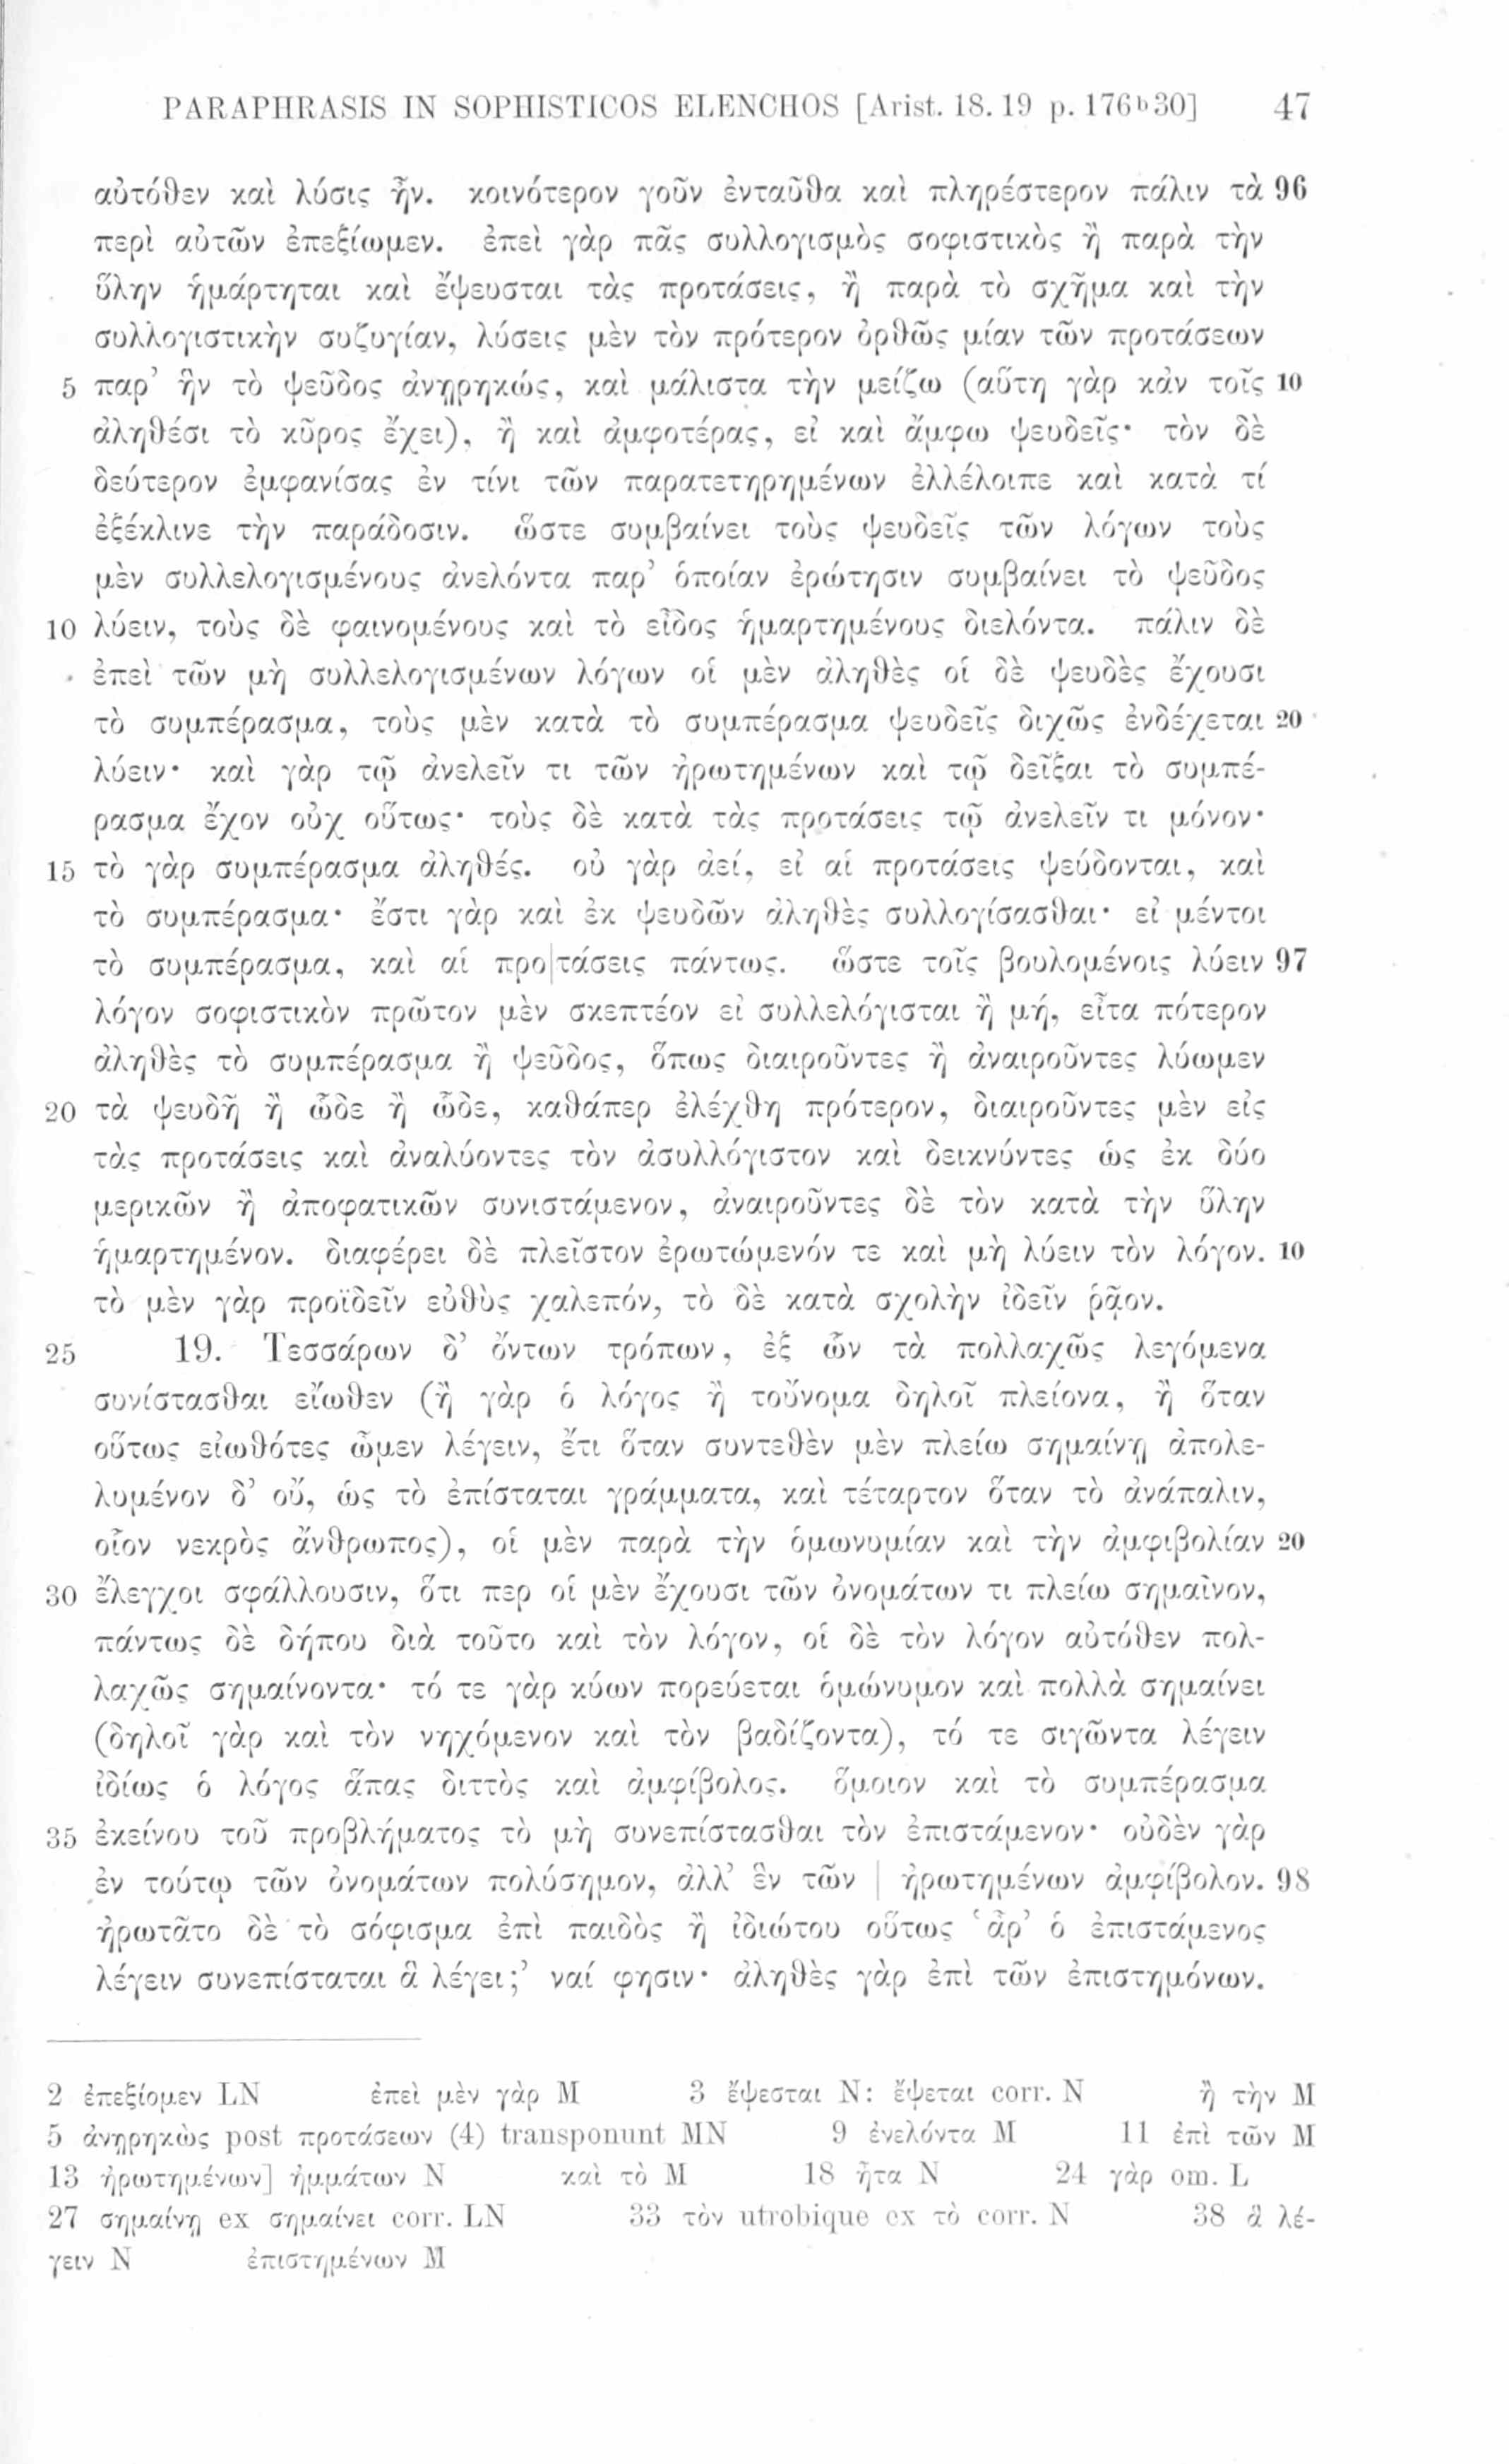 PARAPHRASIS IN SOPHISTICOS ELENCHOS [Arist. 18. 19 p. 176ᵇ30] 47
αὐτόθεν καὶ λύσις ἦν. κοινότερον γοῦν ἐνταῦθα καὶ πληρέστερον πάλιν τὰ 96
περὶ αὐτῶν ἐπεξίωμεν. ἐπεὶ γὰρ πᾶς συλλογισμὸς σοφιστικὸς ἢ παρὰ τὴν
ὕλην ἡμάρτηται καὶ ἔψευσται τὰς προτάσεις, ἢ παρὰ τὸ σχῆμα καὶ τὴν
συλλογιστικὴν συζυγίαν, λύσεις μὲν τὸν πρότερον ὀρθῶς μίαν τῶν προτάσεων
5 παρ’ ἣν τὸ ψεῦδος ἀνῃρηκώς, καὶ μάλιστα τὴν μείζω (αὕτη γὰρ κἀν τοῖς 10
ἀληθέσι τὸ κῦρος ἔχει), ἢ καὶ ἀμφοτέρας, εἰ καὶ ἄμφω ψευδεῖς· τὸν δὲ
δεύτερον ἐμφανίσας ἐν τίνι τῶν παρατετηρημένων ἐλλέλοιπε καὶ κατὰ τί
ἐξέκλινε τὴν παράδοσιν. ὥστε συμβαίνει τοὺς ψευδεῖς τῶν λόγων τοὺς
μὲν συλλελογισμένους ἀνελόντα παρ’ ὁποίαν ἐρώτησιν συμβαίνει τὸ ψεῦδος
10 λύειν, τοὺς δὲ φαινομένους καὶ τὸ εἶδος ἡμαρτημένους διελόντα. πάλιν δὲ
ἐπεὶ τῶν μὴ συλλελογισμένων λόγων οἱ μὲν ἀληθὲς οἱ δὲ ψευδὲς ἔχουσι
τὸ συμπέρασμα, τοὺς μὲν κατὰ τὸ συμπέρασμα ψευδεῖς διχῶς ἐνδέχεται 20
λύειν· καὶ γὰρ τῷ ἀνελεῖν τι τῶν ἠρωτημένων καὶ τῷ δεῖξαι τὸ συμπέ-
ρασμα ἔχον οὐχ οὕτως· τοὺς δὲ κατὰ τὰς προτάσεις τῷ ἀνελεῖν τι μόνον·
15 τὸ γὰρ συμπέρασμα ἀληθές. οὐ γὰρ ἀεί, εἰ αἱ προτάσεις ψεύδονται, καὶ
τὸ συμπέρασμα· ἔστι γὰρ καὶ ἐκ ψευδῶν ἀληθὲς συλλογίσασθαι· εἰ μέντοι
τὸ συμπέρασμα, καὶ αἱ προ|τάσεις πάντως. ὥστε τοῖς βουλομένοις λύειν 97
λόγον σοφιστικὸν πρῶτον μὲν σκεπτέον εἰ συλλελόγισται ἢ μή, εἶτα πότερον
ἀληθὲς τὸ συμπέρασμα ἢ ψεῦδος, ὅπως διαιροῦντες ἢ ἀναιροῦντες λύωμεν
20 τὰ ψευδῆ ἢ ὧδε ἢ ὧδε, καθάπερ ἐλέχθη πρότερον, διαιροῦντες μὲν εἰς
τὰς προτάσεις καὶ ἀναλύοντες τὸν ἀσυλλόγιστον καὶ δεικνύντες ὡς ἐκ δύο
μερικῶν ἢ ἀποφατικῶν συνιστάμενον, ἀναιροῦντες δὲ τὸν κατὰ τὴν ὕλην
ἡμαρτημένον. διαφέρει δὲ πλεῖστον ἐρωτώμενόν τε καὶ μὴ λύειν τὸν λόγον. 10
τὸ μὲν γὰρ προϊδεῖν εὐθὺς χαλεπόν, τὸ δὲ κατὰ σχολὴν ἰδεῖν ῥᾷον.
25 19. Τεσσάρων δ’ ὄντων τρόπων, ἐξ ὧν τὰ πολλαχῶς λεγόμενα
συνίστασθαι εἴωθεν (ἢ γὰρ ὁ λόγος ἢ τοὔνομα δηλοῖ πλείονα, ἢ ὅταν
οὕτως εἰωθότες ὦμεν λέγειν, ἔτι ὅταν συντεθὲν μὲν πλείω σημαίνῃ ἀπολε-
λυμένον δ’ οὔ, ὡς τὸ ἐπίσταται γράμματα, καὶ τέταρτον ὅταν τὸ ἀνάπαλιν,
οἷον νεκρὸς ἄνθρωπος), οἱ μὲν παρὰ τὴν ὁμωνυμίαν καὶ τὴν ἀμφιβολίαν 20
30 ἔλεγχοι σφάλλουσιν, ὅτι περ οἱ μὲν ἔχουσι τῶν ὀνομάτων τι πλείω σημαῖνον,
πάντως δὲ δήπου διὰ τοῦτο καὶ τὸν λόγον, οἱ δὲ τὸν λόγον αὐτόθεν πολ-
λαχῶς σημαίνοντα· τό τε γὰρ κύων πορεύεται ὁμώνυμον καὶ πολλὰ σημαίνει
(δηλοῖ γὰρ καὶ τὸν νηχόμενον καὶ τὸν βαδίζοντα), τό τε σιγῶντα λέγειν
ἰδίως ὁ λόγος ἅπας διττὸς καὶ ἀμφίβολος. ὅμοιον καὶ τὸ συμπέρασμα
35 ἐκείνου τοῦ προβλήματος τὸ μὴ συνεπίστασθαι τὸν ἐπιστάμενον· οὐδὲν γὰρ
ἐν τούτῳ τῶν ὀνομάτων πολύσημον, ἀλλ’ ἓν τῶν | ἠρωτημένων ἀμφίβολον. 98
ἠρωτᾶτο δὲ τὸ σόφισμα ἐπὶ παιδὸς ἢ ἰδιώτου οὕτως ‘ἆρ’ ὁ ἐπιστάμενος
λέγειν συνεπίσταται ἃ λέγει;’ ναί φησιν· ἀληθὲς γὰρ ἐπὶ τῶν ἐπιστημόνων.
2 ἐπεξίομεν LN ἐπεὶ μὲν γὰρ M 3 ἔψεσται N: ἔψεται corr. N ἢ τὴν M
5 ἀνῃρηκὼς post προτάσεων (4) transponunt MN 9 ἐνελόντα M 11 ἐπὶ τῶν M
13 ἠρωτημένων] ἠμμάτων N καὶ τὸ M 18 ἦτα N 24 γὰρ om. L
27 σημαίνῃ ex σημαίνει corr. LN 33 τὸν utrobique ex τὸ corr. N 38 ἃ λέ-
γειν N ἐπιστημένων M